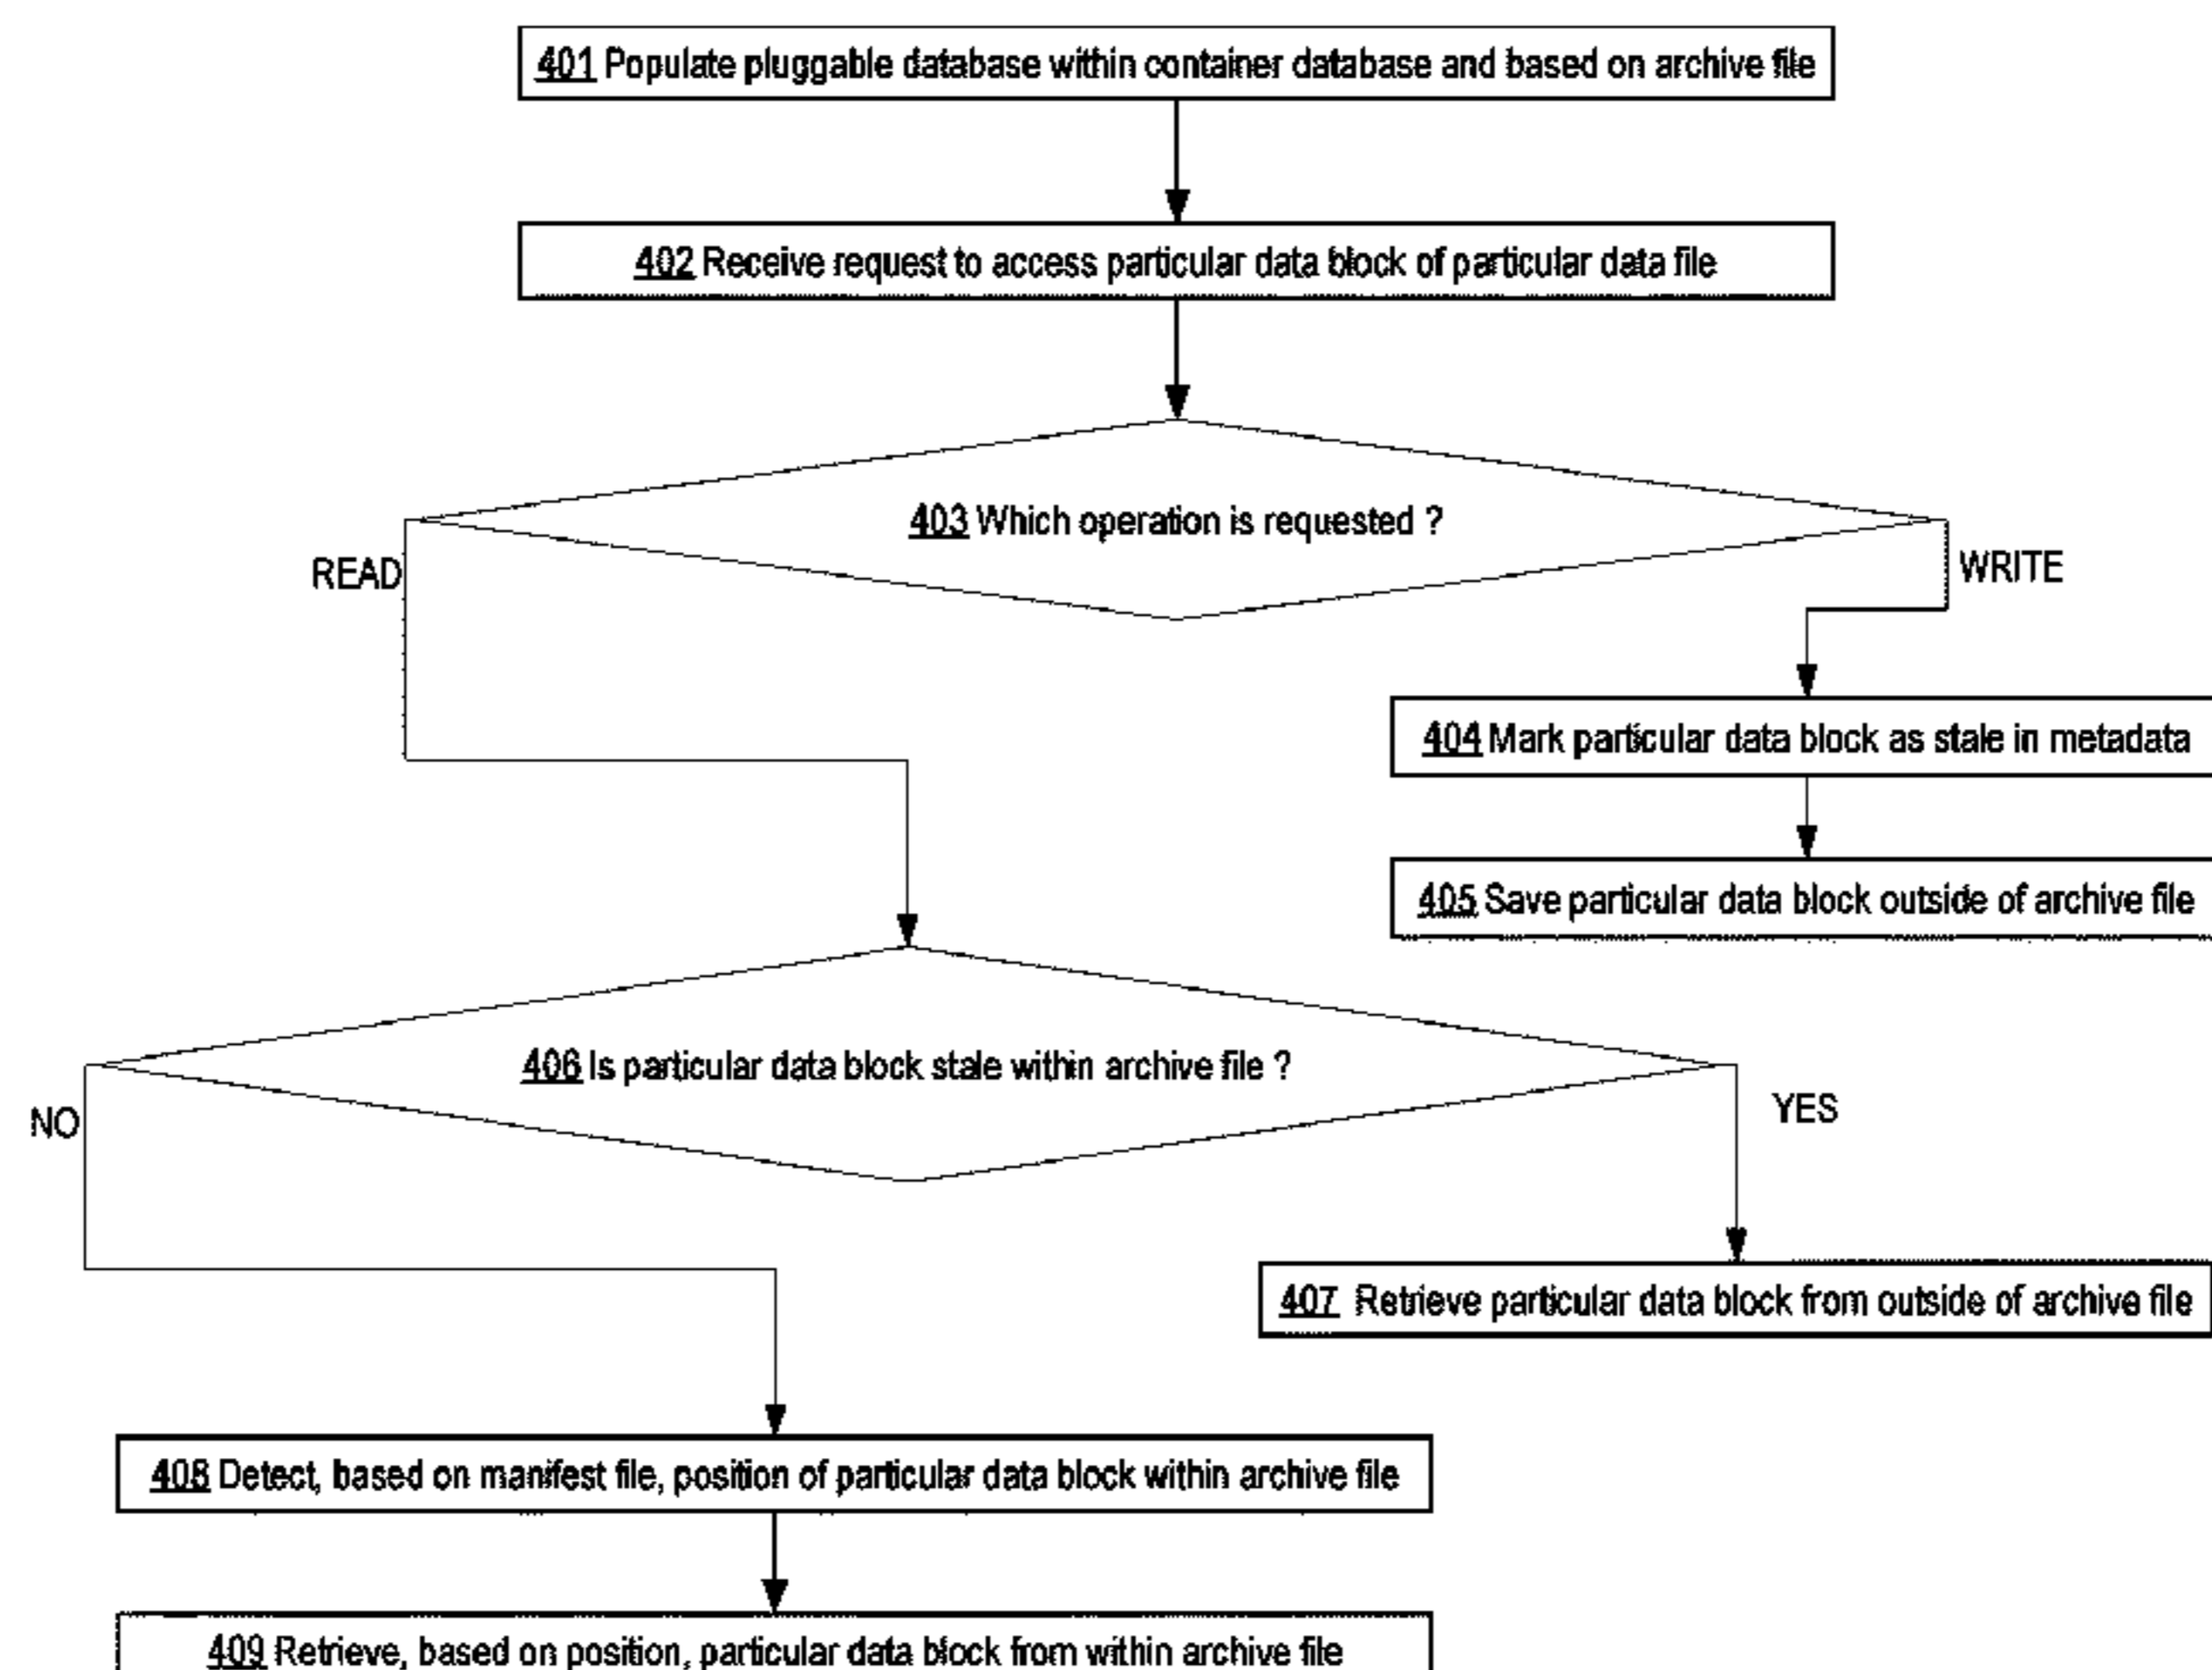 401 Populate pluggable database within container database and based on archive file
402 Receive request to access particular data block of particular data file
403 Which operation is requested ?
READ
WRITE
404 Mark particular data block as stale in metadata
405 Save particular data block outside of archive file
406 Is particular data block stale within archive file ?
NO
YES
407 Retrieve particular data block from outside of archive file
408 Detect, based on manifest file, position of particular data block within archive file
409 Retrieve, based on position, particular data block from within archive file